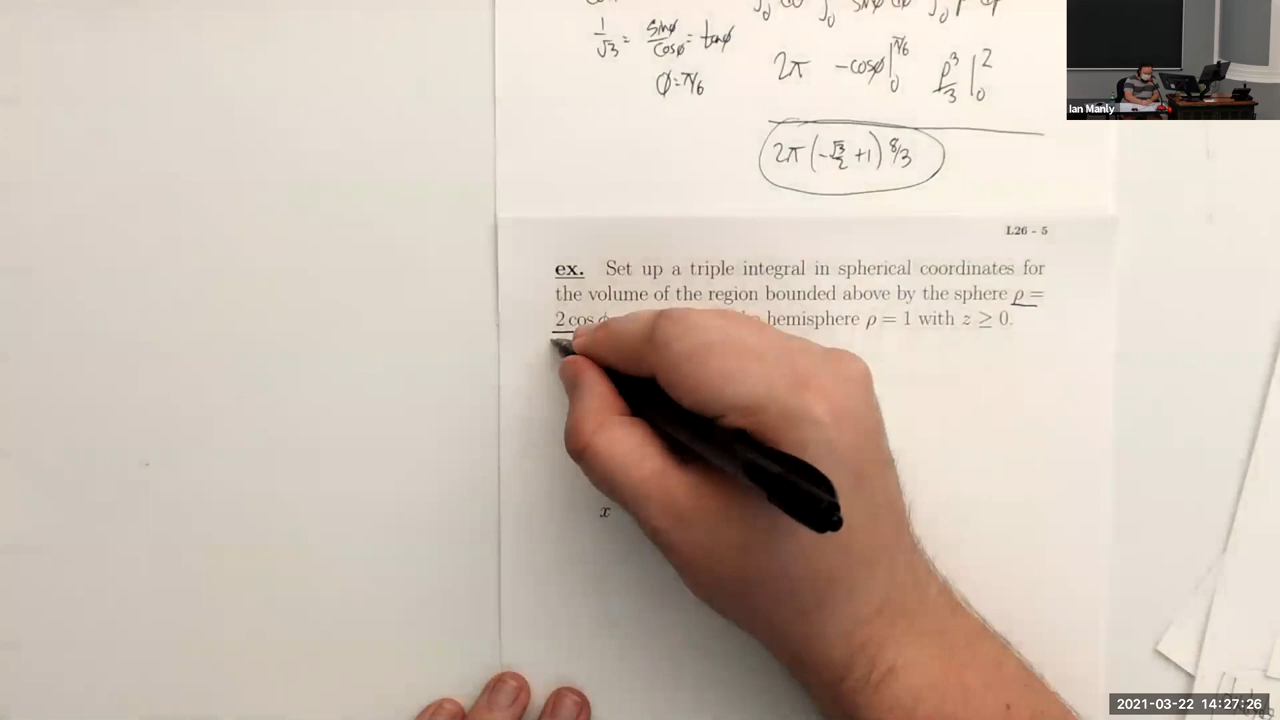 1/√3 = sinφ/cosφ = tanφ
φ = π/6
2π -cosφ |₀^π/6 ρ³/3 |₀²
2π (-√3/2 + 1) 8/3
L26 - 5
ex. Set up a triple integral in spherical coordinates for
the volume of the region bounded above by the sphere ρ =
2 cos hemisphere ρ = 1 with z ≥ 0.
x
Ian Manly
2021-03-22 14:27:26